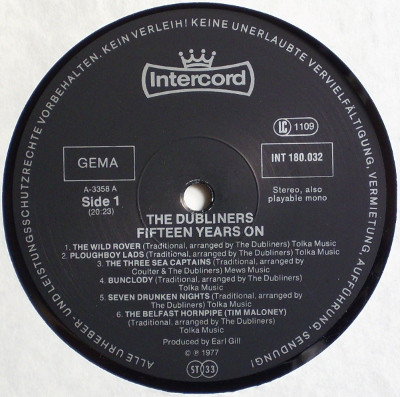 ALLE URHEBER- UND LEISTUNGSSCHUTZRECHTE VORBEHALTEN. KEIN VERLEIH! KEINE UNERLAUBTE VERVIELFÄLTIGUNG, VERMIETUNG, AUFFÜHRUNG, SENDUNG!
Intercord
GEMA
LC 1109
INT 180.032
A-3358 A
Side 1
(20:23)
Stereo, also
playable mono
THE DUBLINERS
FIFTEEN YEARS ON
1. THE WILD ROVER (Traditional, arranged by The Dubliners) Tolka Music
2. PLOUGHBOY LADS (Traditional, arranged by The Dubliners) Tolka Music
3. THE THREE SEA CAPTAINS (Traditional, arranged by
Coulter & The Dubliners) Mews Music
4. BUNCLODY (Traditional, arranged by The Dubliners)
Tolka Music
5. SEVEN DRUNKEN NIGHTS (Traditional, arranged by
The Dubliners) Tolka Music
6. THE BELFAST HORNPIPE (TIM MALONEY)
(Traditional, arranged by The Dubliners)
Tolka Music
Produced by Earl Gill
© ℗ 1977
ST 33